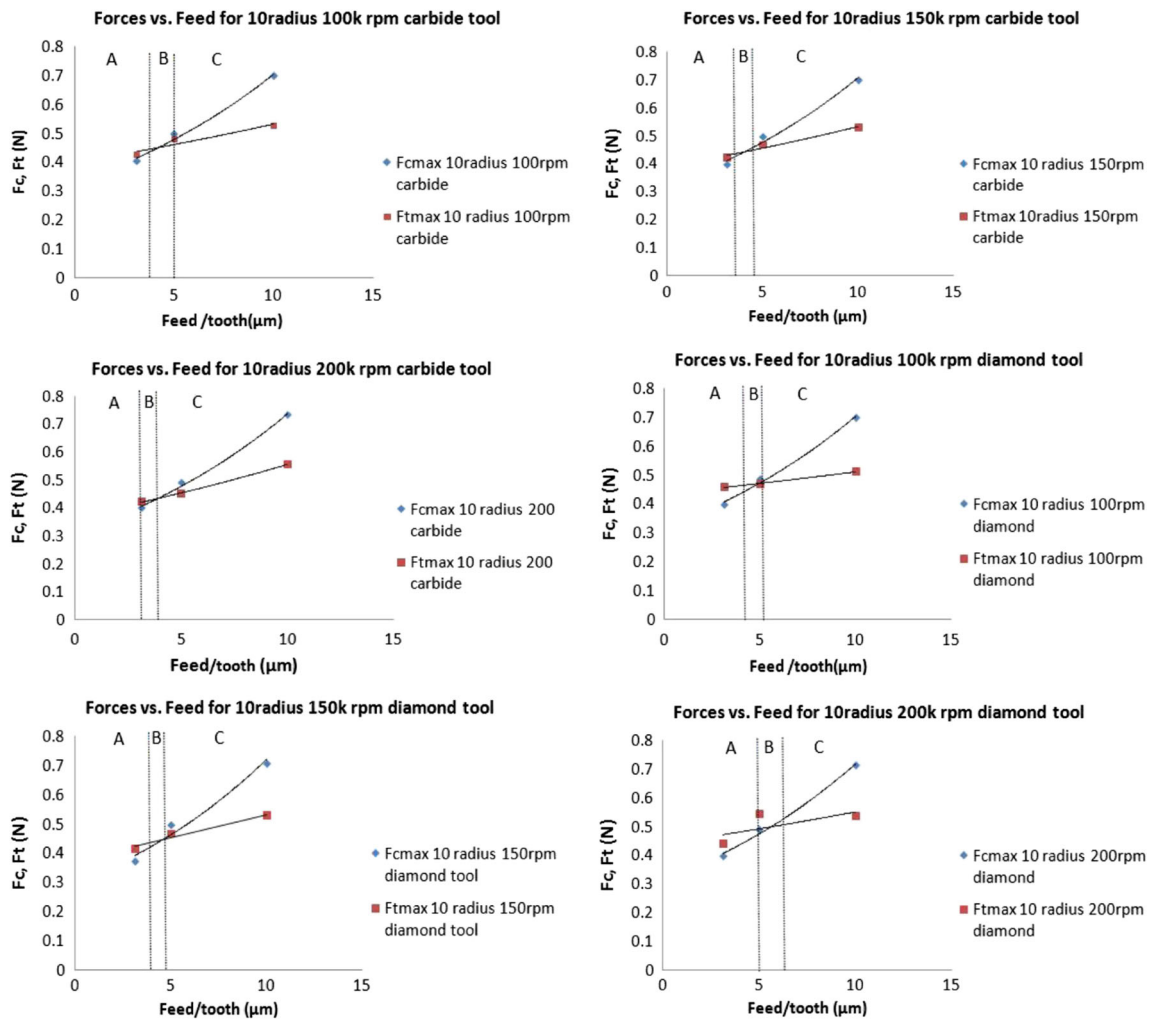 Forces vs. Feed for 10radius 100k rpm carbide tool
A B C
Fc, Ft (N)
0.8
0.7
0.6
0.5
0.4
0.3
0.2
0.1
0
0 5 10 15
Feed /tooth(µm)
Fcmax 10radius 100rpm
carbide
Ftmax 10 radius 100rpm
carbide
Forces vs. Feed for 10radius 150k rpm carbide tool
A B C
Fc, Ft (N)
0.8
0.7
0.6
0.5
0.4
0.3
0.2
0.1
0
0 5 10 15
Feed /tooth(µm)
Fcmax 10radius 150rpm
carbide
Ftmax 10radius 150rpm
carbide
Forces vs. Feed for 10radius 200k rpm carbide tool
A B C
Fc, Ft (N)
0.8
0.7
0.6
0.5
0.4
0.3
0.2
0.1
0
0 5 10 15
Feed/tooth (µm)
Fcmax 10 radius 200
carbide
Ftmax 10 radius 200
carbide
Forces vs. Feed for 10radius 100k rpm diamond tool
A B C
Fc, Ft (N)
0.8
0.7
0.6
0.5
0.4
0.3
0.2
0.1
0
0 5 10 15
Feed /tooth(µm)
Fcmax 10 radius 100rpm
diamond
Ftmax 10 radius 100rpm
diamond
Forces vs. Feed for 10radius 150k rpm diamond tool
A B C
Fc, Ft (N)
0.8
0.7
0.6
0.5
0.4
0.3
0.2
0.1
0
0 5 10 15
Feed/tooth (µm)
Fcmax 10 radius 150rpm
diamond tool
Ftmax 10 radius 150rpm
diamond tool
Forces vs. Feed for 10radius 200k rpm diamond tool
A B C
Fc, Ft (N)
0.8
0.7
0.6
0.5
0.4
0.3
0.2
0.1
0
0 5 10 15
Feed/tooth (µm)
Fcmax 10 radius 200rpm
diamond
Ftmax 10 radius 200rpm
diamond